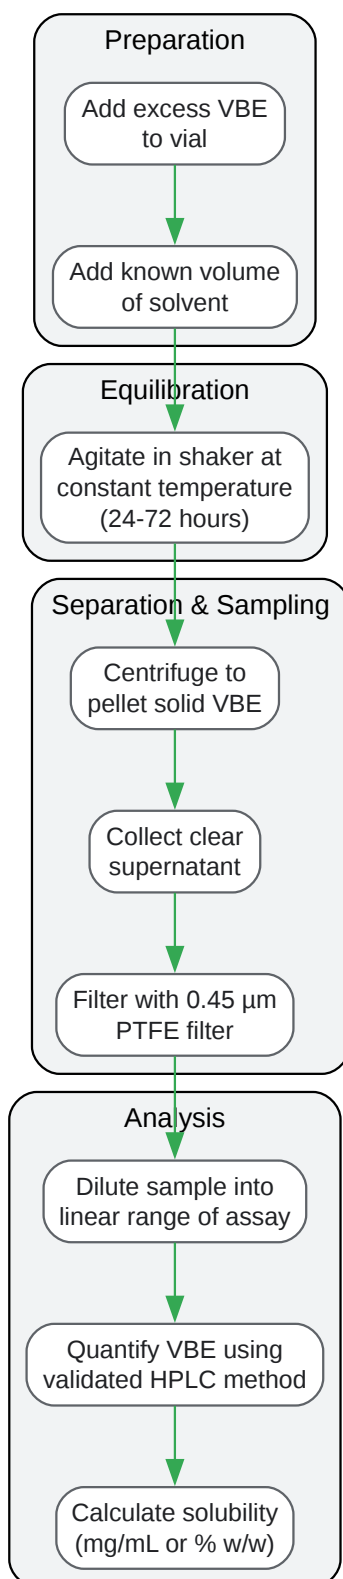 Preparation
Add excess VBE
to vial
Add known volume
of solvent
Equilibration
Agitate in shaker at
constant temperature
(24-72 hours)
Separation & Sampling
Centrifuge to
pellet solid VBE
Collect clear
supernatant
Filter with 0.45 µm
PTFE filter
Analysis
Dilute sample into
linear range of assay
Quantify VBE using
validated HPLC method
Calculate solubility
(mg/mL or % w/w)